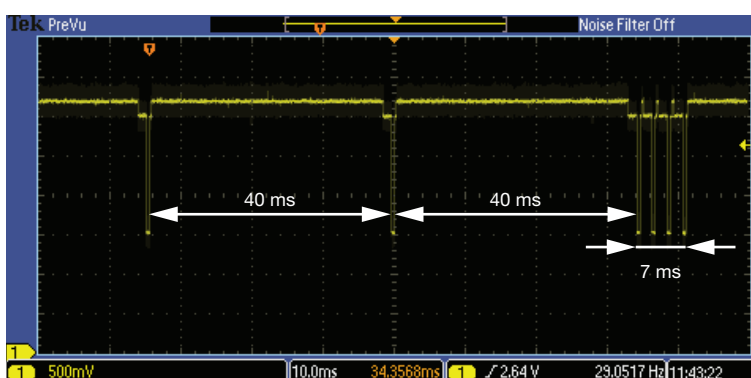 Tek PreVu
Noise Filter Off
T
T
40 ms
40 ms
7 ms
1
1 500mV
10.0ms 34.3568ms
1 2.64 V
29.0517 Hz
11:43:22